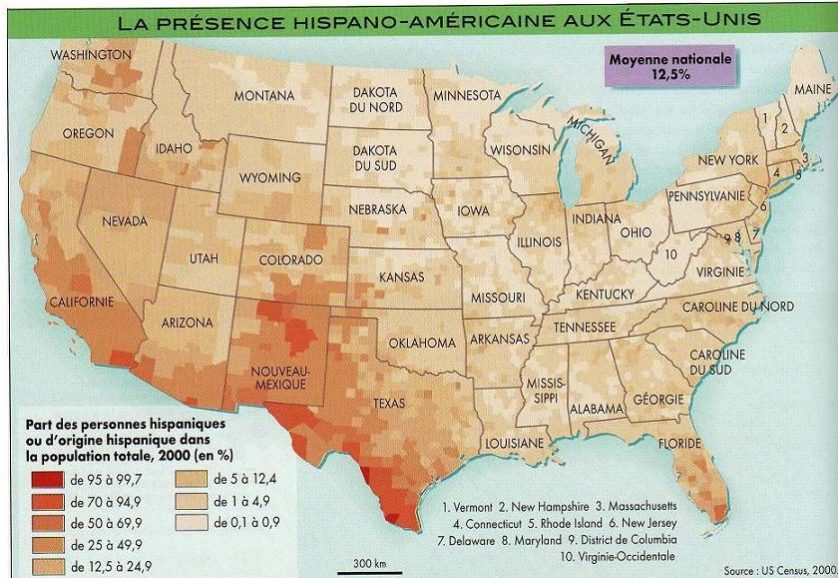 LA PRÉSENCE HISPANO-AMÉRICAINE AUX ÉTATS-UNIS
Moyenne nationale
12,5%
WASHINGTON
MONTANA
DAKOTA
DU NORD
MINNESOTA
MAINE
OREGON
IDAHO
DAKOTA
DU SUD
WISCONSIN
MICHIGAN
1
2
NEW YORK
3
4
5
WYOMING
NEBRASKA
IOWA
PENNSYLVANIE
6
NEVADA
UTAH
COLORADO
ILLINOIS
INDIANA
OHIO
9
8
7
10
KANSAS
MISSOURI
VIRGINIE
CALIFORNIE
KENTUCKY
ARIZONA
OKLAHOMA
ARKANSAS
TENNESSEE
CAROLINE DU NORD
NOUVEAU-
MEXIQUE
CAROLINE
DU SUD
TEXAS
MISSIS-
SIPPI
ALABAMA
GÉORGIE
LOUISIANE
FLORIDE
Part des personnes hispaniques
ou d'origine hispanique dans
la population totale, 2000 (en %)
de 95 à 99,7
de 70 à 94,9
de 50 à 69,9
de 25 à 49,9
de 12,5 à 24,9
de 5 à 12,4
de 1 à 4,9
de 0,1 à 0,9
300 km
1. Vermont 2. New Hampshire 3. Massachusetts
4. Connecticut 5. Rhode Island 6. New Jersey
7. Delaware 8. Maryland 9. District de Columbia
10. Virginie-Occidentale
Source : US Census, 2000